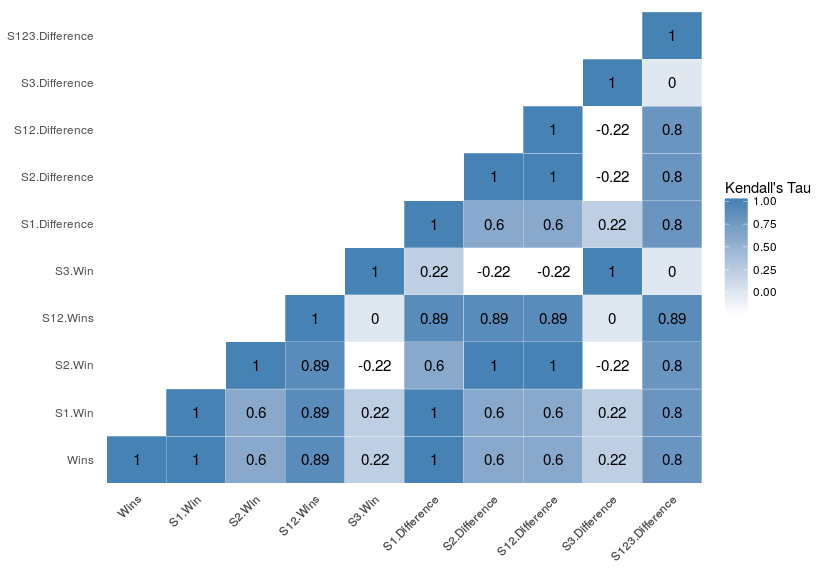 S123.Difference 1
S3.Difference 1 0
S12.Difference 1 -0.22 0.8
S2.Difference 1 1 -0.22 0.8
S1.Difference 1 0.6 0.6 0.22 0.8
S3.Win 1 0.22 -0.22 -0.22 1 0
S12.Wins 1 0 0.89 0.89 0.89 0 0.89
S2.Win 1 0.89 -0.22 0.6 1 1 -0.22 0.8
S1.Win 1 0.6 0.89 0.22 1 0.6 0.6 0.22 0.8
Wins 1 1 0.6 0.89 0.22 1 0.6 0.6 0.22 0.8
Wins S1.Win S2.Win S12.Wins S3.Win S1.Difference S2.Difference S12.Difference S3.Difference S123.Difference
Kendall's Tau
1.00
0.75
0.50
0.25
0.00